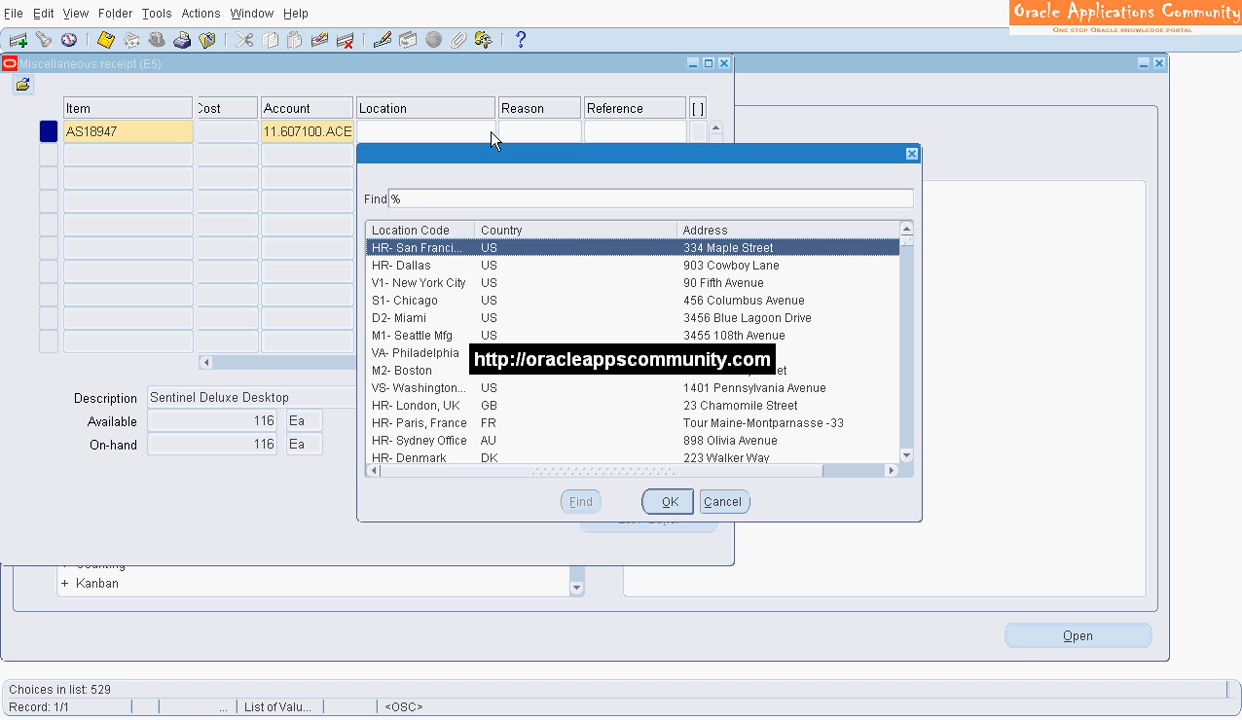 File Edit View Folder Tools Actions Window Help
Oracle Applications Community
One stop Oracle knowledge portal
Miscellaneous receipt (E5)
Item Cost Account Location Reason Reference [ ]
AS18947 11.607100.ACE
Find %
Location Code Country Address
HR- San Franci... US 334 Maple Street
HR- Dallas US 903 Cowboy Lane
V1- New York City US 90 Fifth Avenue
S1- Chicago US 456 Columbus Avenue
D2- Miami US 3456 Blue Lagoon Drive
M1- Seattle Mfg US 3455 108th Avenue
VA- Philadelphia
http://oracleappscommunity.com
M2- Boston
VS- Washington... US 1401 Pennsylvania Avenue
HR- London, UK GB 23 Chamomile Street
HR- Paris, France FR Tour Maine-Montparnasse -33
HR- Sydney Office AU 898 Olivia Avenue
HR- Denmark DK 223 Walker Way
Description Sentinel Deluxe Desktop
Available 116 Ea
On-hand 116 Ea
Find OK Cancel
+ Kanban
Open
Choices in list: 529
Record: 1/1 ... List of Valu... <OSC>